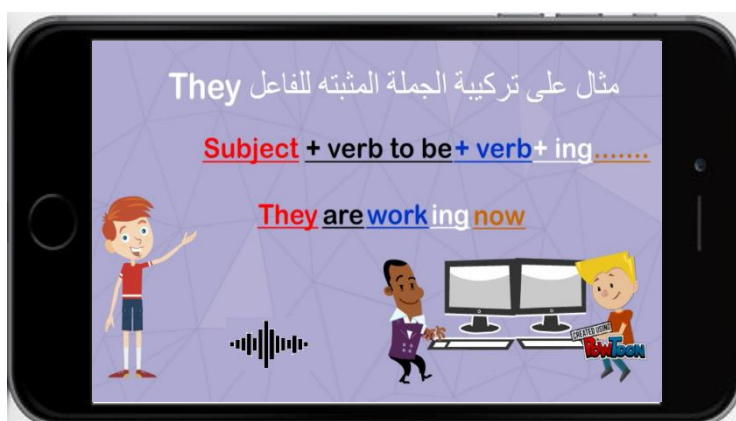 مثال على تركيبة الجملة المثبته للفاعل They
Subject + verb to be + verb + ing.......
They are working now
CREATED USING
POWTOON